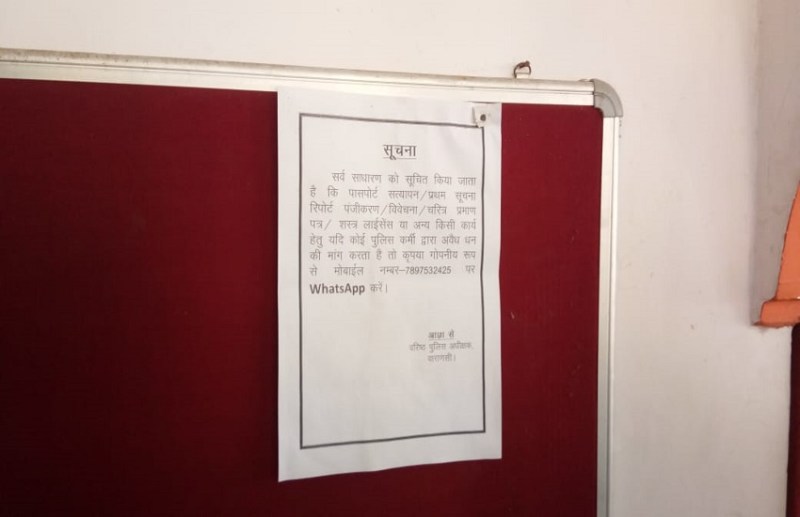 सूचना
सर्व साधारण को सूचित किया जाता
है कि पासपोर्ट सत्यापन/प्रथम सूचना
रिपोर्ट पंजीकरण/विवेचना/चरित्र प्रमाण
पत्र/ शस्त्र लाईसेंस या अन्य किसी कार्य
हेतु यदि कोई पुलिस कर्मी द्वारा अवैध धन
की मांग करता है तो कृपया गोपनीय रूप
से मोबाईल नम्बर–7897532425 पर
WhatsApp करें।
आज्ञा से
वरिष्ठ पुलिस अधीक्षक,
वाराणसी।